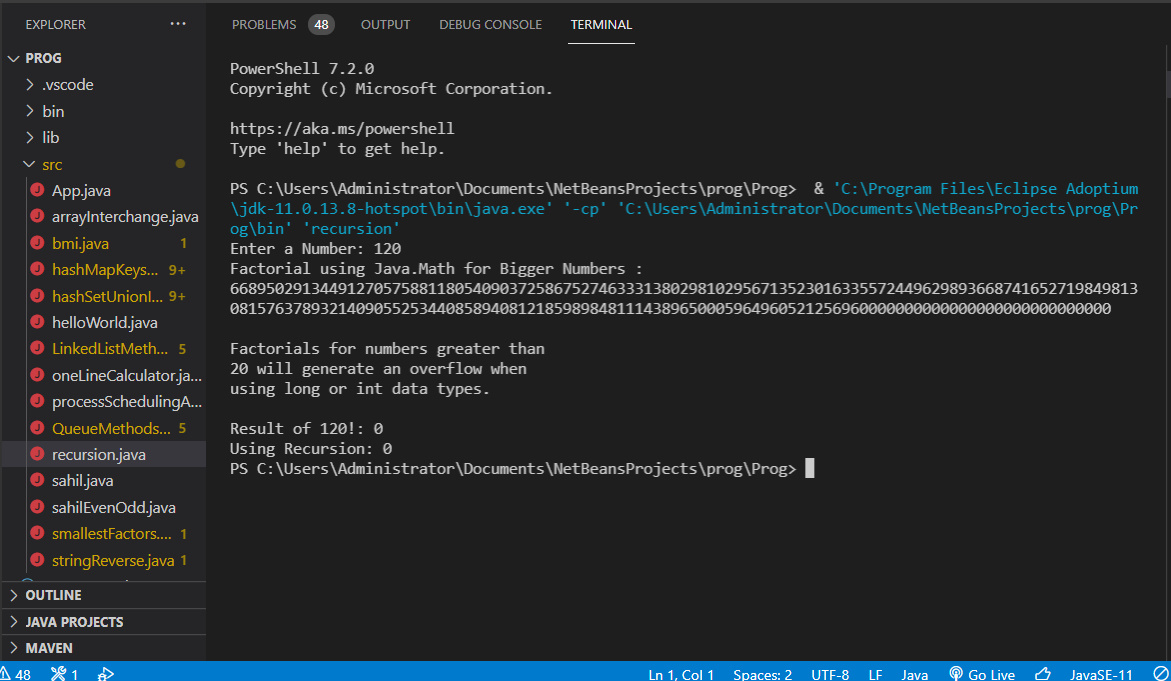 EXPLORER
PROG
.vscode
bin
lib
src
App.java
arrayInterchange.java
bmi.java 1
hashMapKeys... 9+
hashSetUnionI... 9+
helloWorld.java
LinkedListMeth... 5
oneLineCalculator.ja...
processSchedulingA...
QueueMethods... 5
recursion.java
sahil.java
sahilEvenOdd.java
smallestFactors.... 1
stringReverse.java 1
OUTLINE
JAVA PROJECTS
MAVEN
PROBLEMS 48 OUTPUT DEBUG CONSOLE TERMINAL
PowerShell 7.2.0
Copyright (c) Microsoft Corporation.
https://aka.ms/powershell
Type 'help' to get help.
PS C:\Users\Administrator\Documents\NetBeansProjects\prog\Prog>  & 'C:\Program Files\Eclipse Adoptium
\jdk-11.0.13.8-hotspot\bin\java.exe' '-cp' 'C:\Users\Administrator\Documents\NetBeansProjects\prog\Pr
og\bin' 'recursion'
Enter a Number: 120
Factorial using Java.Math for Bigger Numbers :
66895029134491270575881180540903725867527463331380298102956713523016335572449629893668741652719849813
08157637893214090552534408589408121859898481114389650005964960521256960000000000000000000000000000
Factorials for numbers greater than
20 will generate an overflow when
using long or int data types.
Result of 120!: 0
Using Recursion: 0
PS C:\Users\Administrator\Documents\NetBeansProjects\prog\Prog>
48 1 Ln 1, Col 1 Spaces: 2 UTF-8 LF Java Go Live JavaSE-11